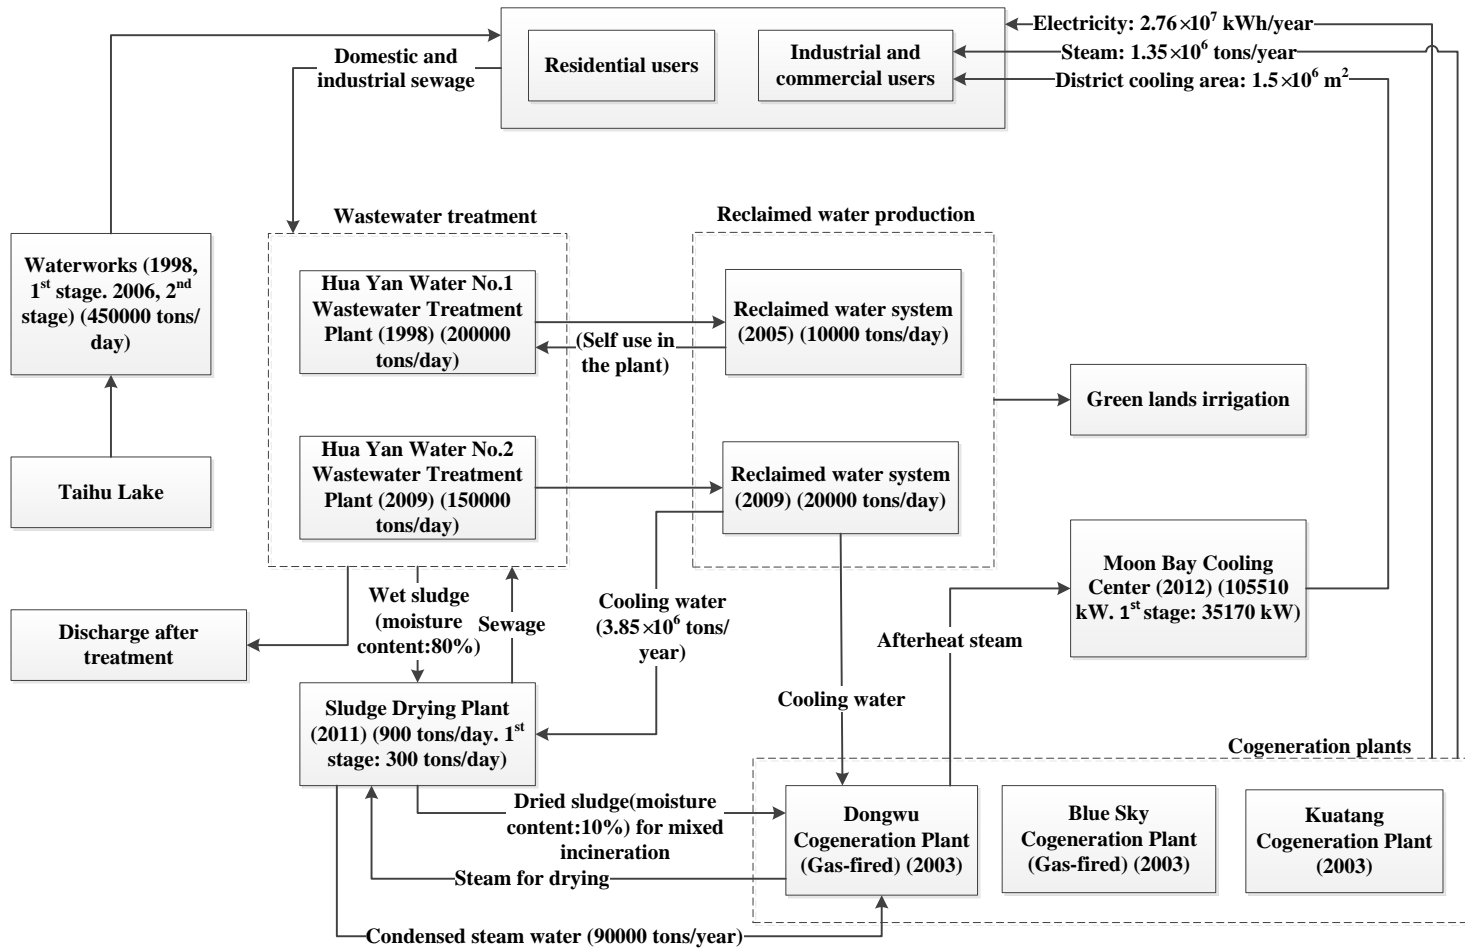 Electricity: 2.76×10⁷ kWh/year
Domestic and
industrial sewage
Residential users
Industrial and
commercial users
Steam: 1.35×10⁶ tons/year
District cooling area: 1.5×10⁶ m²
Wastewater treatment
Reclaimed water production
Waterworks (1998,
1ˢᵗ stage. 2006, 2ⁿᵈ
stage) (450000 tons/
day)
Hua Yan Water No.1
Wastewater Treatment
Plant (1998) (200000
tons/day)
(Self use in
the plant)
Reclaimed water system
(2005) (10000 tons/day)
Green lands irrigation
Taihu Lake
Hua Yan Water No.2
Wastewater Treatment
Plant (2009) (150000
tons/day)
Reclaimed water system
(2009) (20000 tons/day)
Moon Bay Cooling
Center (2012) (105510
kW. 1ˢᵗ stage: 35170 kW)
Discharge after
treatment
Wet sludge
(moisture
content:80%)
Sewage
Cooling water
(3.85×10⁶ tons/
year)
Afterheat steam
Cooling water
Sludge Drying Plant
(2011) (900 tons/day. 1ˢᵗ
stage: 300 tons/day)
Cogeneration plants
Dried sludge(moisture
content:10%) for mixed
incineration
Dongwu
Cogeneration Plant
(Gas-fired) (2003)
Blue Sky
Cogeneration Plant
(Gas-fired) (2003)
Kuatang
Cogeneration Plant
(2003)
Steam for drying
Condensed steam water (90000 tons/year)